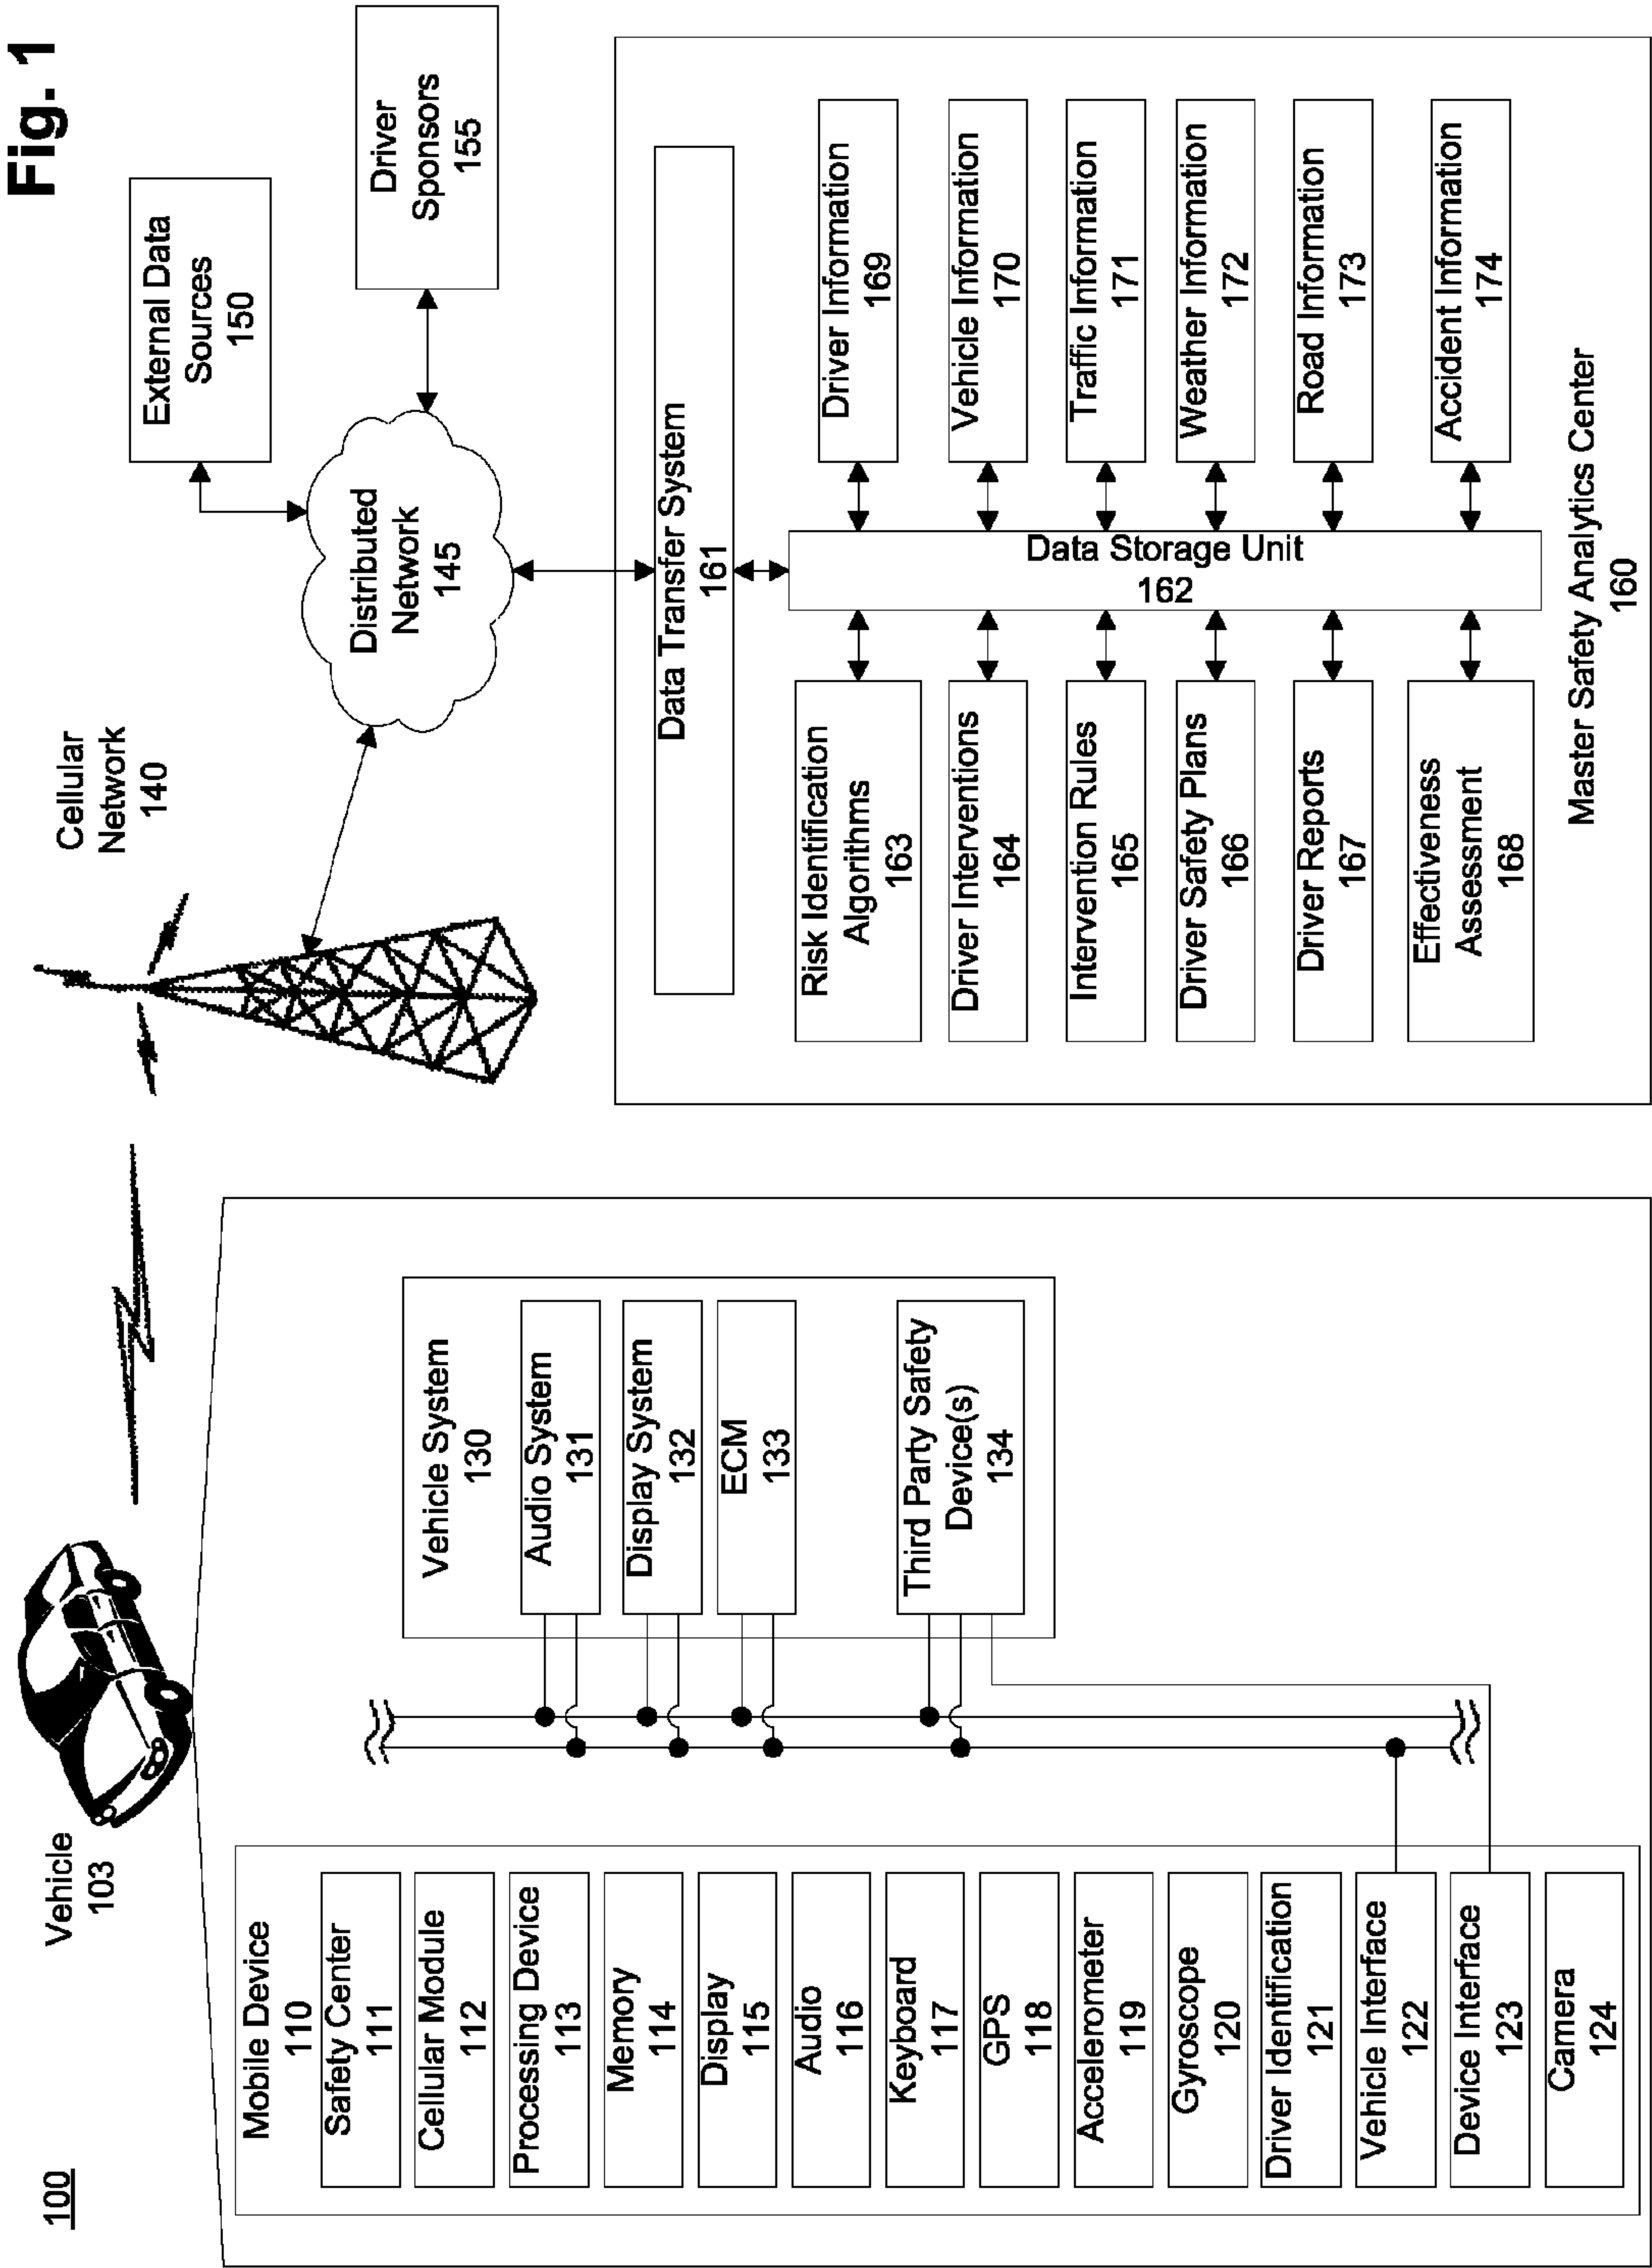 Fig. 1
100
Vehicle
103
Cellular
Network
140
External Data
Sources
150
Distributed
Network
145
Driver
Sponsors
155
Mobile Device
110
Safety Center
111
Cellular Module
112
Processing Device
113
Memory
114
Display
115
Audio
116
Keyboard
117
GPS
118
Accelerometer
119
Gyroscope
120
Driver Identification
121
Vehicle Interface
122
Device Interface
123
Camera
124
Vehicle System
130
Audio System
131
Display System
132
ECM
133
Third Party Safety
Device(s)
134
Data Transfer System
161
Data Storage Unit
162
Risk Identification
Algorithms
163
Driver Interventions
164
Intervention Rules
165
Driver Safety Plans
166
Driver Reports
167
Effectiveness
Assessment
168
Driver Information
169
Vehicle Information
170
Traffic Information
171
Weather Information
172
Road Information
173
Accident Information
174
Master Safety Analytics Center
160